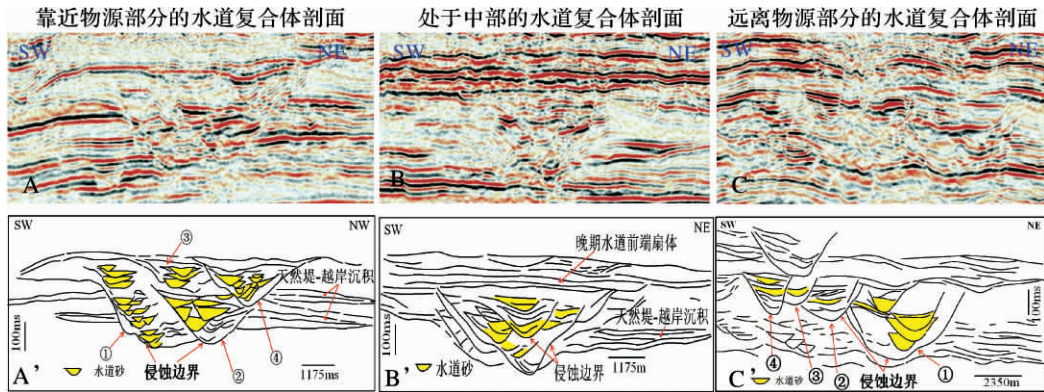 靠近物源部分的水道复合体剖面
处于中部的水道复合体剖面
远离物源部分的水道复合体剖面
SW NE
A
SW NE
B
SW NE
C
SW NW
③
天然堤-越岸沉积
100ms
① ② ④
A'
水道砂 侵蚀边界
1175ms
SW NE
晚期水道前端扇体
天然堤-越岸沉积
100ms
B'
水道砂 侵蚀边界
1175ms
SW NE
100ms
④ ③ ② ①
C'
水道砂 侵蚀边界
2350m